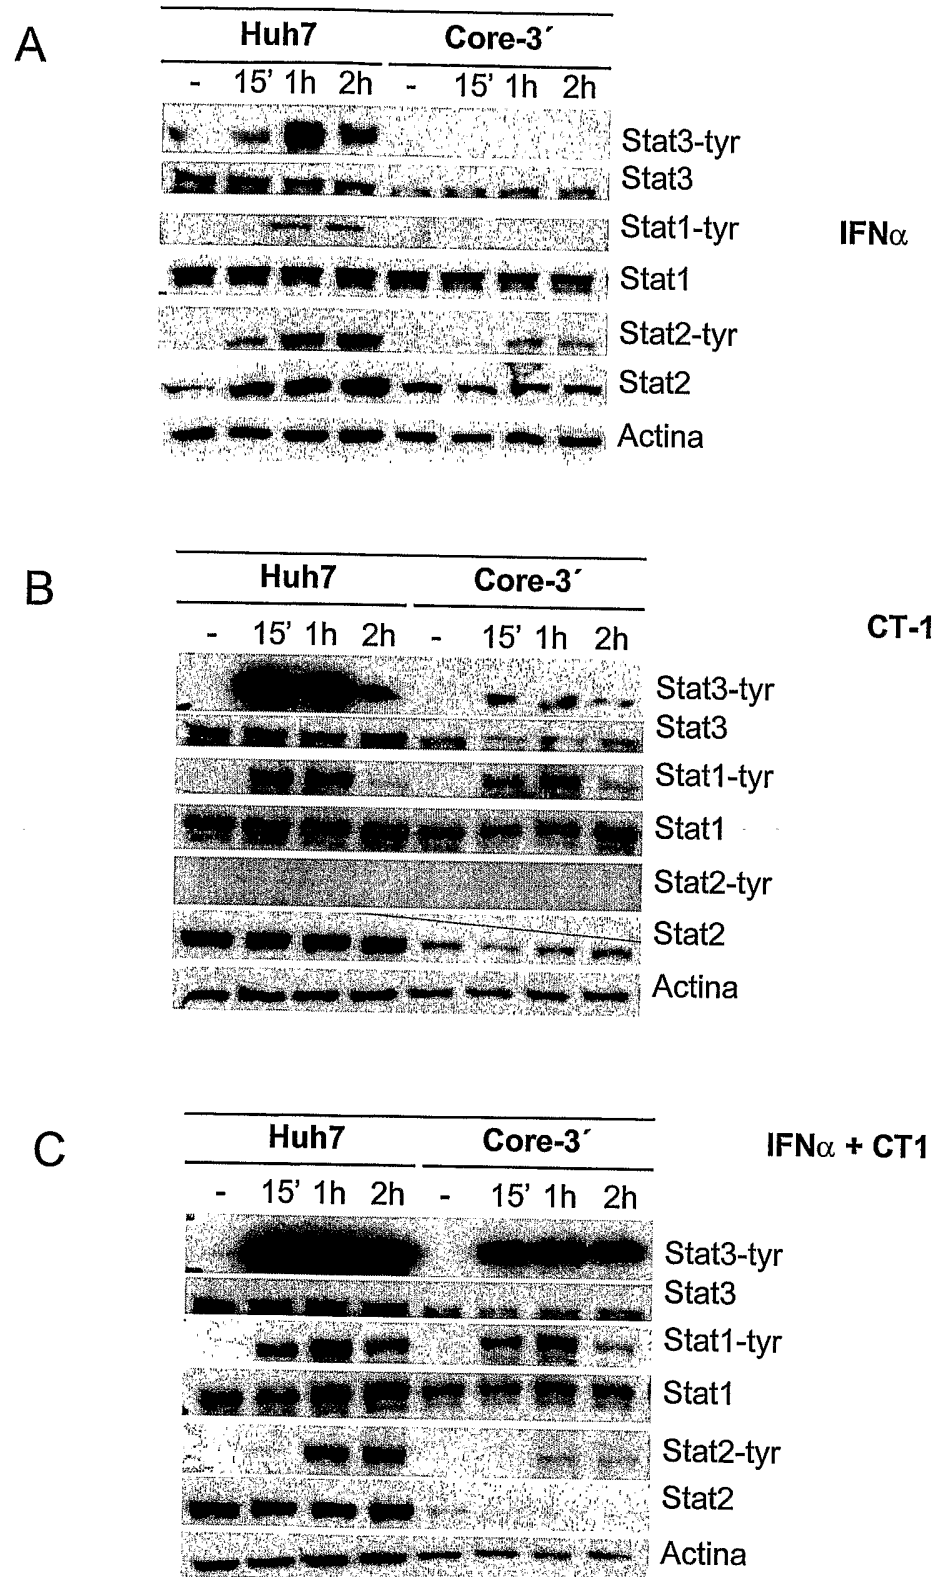 A
Huh7 Core-3´
- 15’ 1h 2h - 15’ 1h 2h
Stat3-tyr
Stat3
Stat1-tyr
IFNα
Stat1
Stat2-tyr
Stat2
Actina
B
Huh7 Core-3´
CT-1
- 15’ 1h 2h - 15’ 1h 2h
Stat3-tyr
Stat3
Stat1-tyr
Stat1
Stat2-tyr
Stat2
Actina
C
Huh7 Core-3´
IFNα + CT1
- 15’ 1h 2h - 15’ 1h 2h
Stat3-tyr
Stat3
Stat1-tyr
Stat1
Stat2-tyr
Stat2
Actina